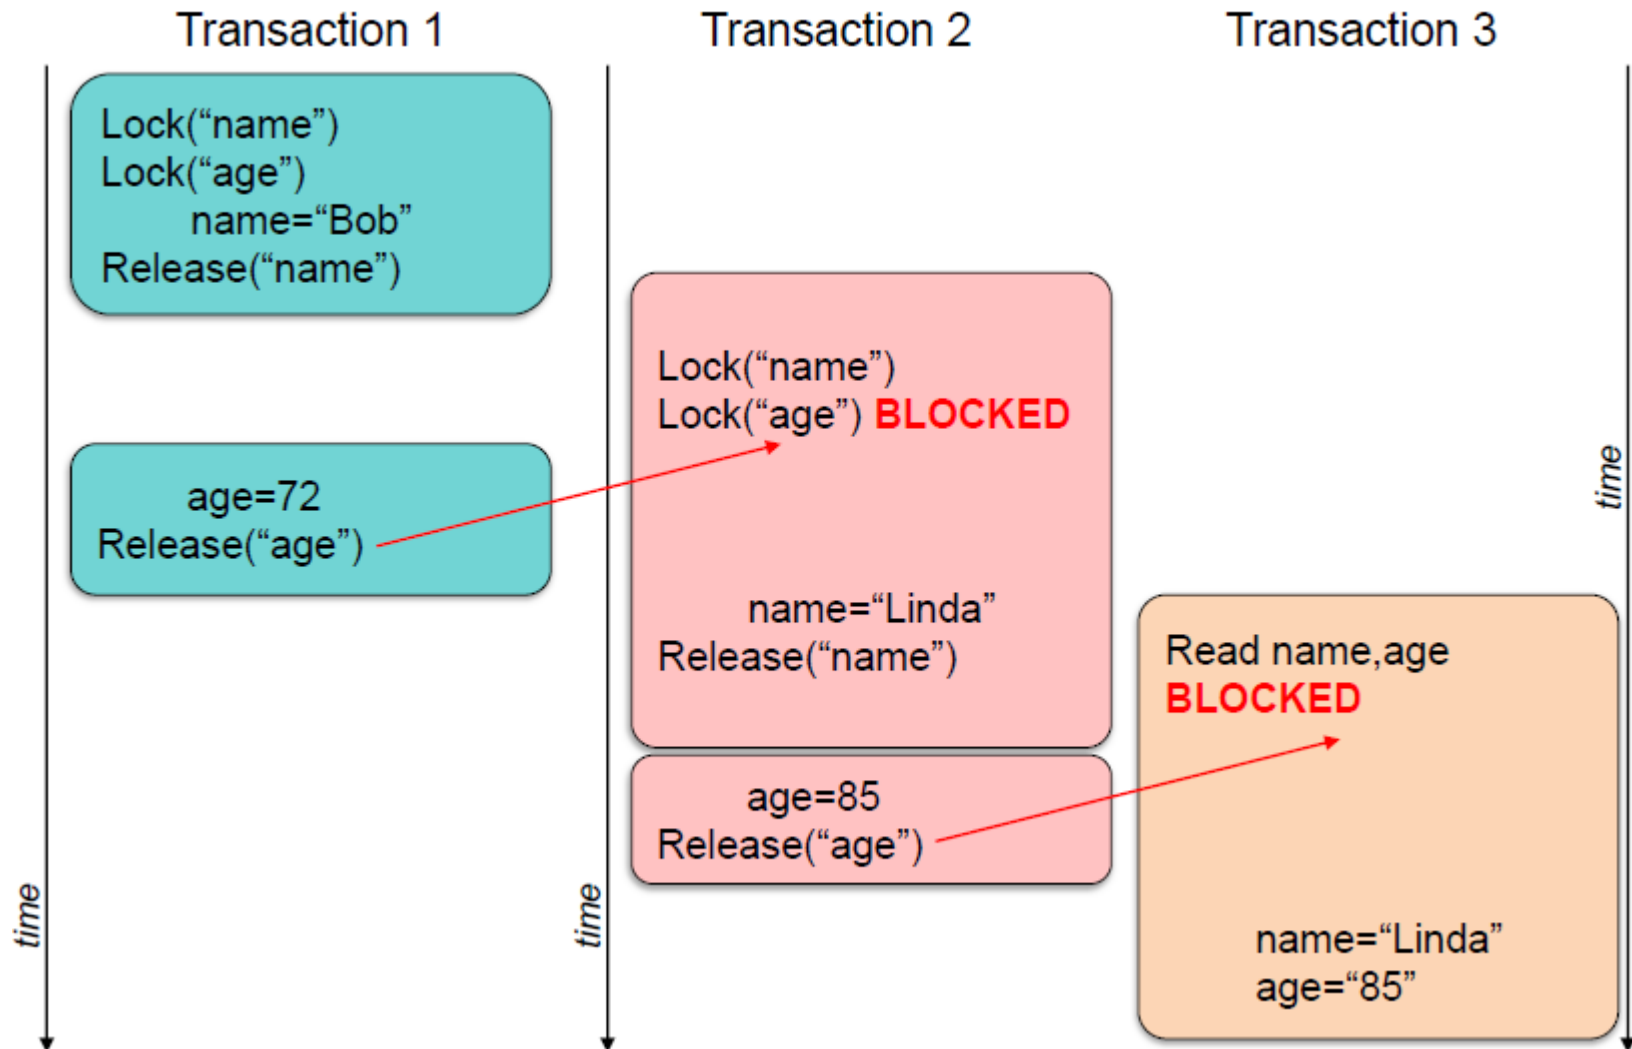 Transaction 1
Lock(“name”)
Lock(“age”)
name=“Bob”
Release(“name”)
age=72
Release(“age”)
time
Transaction 2
Lock(“name”)
Lock(“age”) BLOCKED
name=“Linda”
Release(“name”)
age=85
Release(“age”)
time
Transaction 3
Read name,age
BLOCKED
name=“Linda”
age=“85”
time